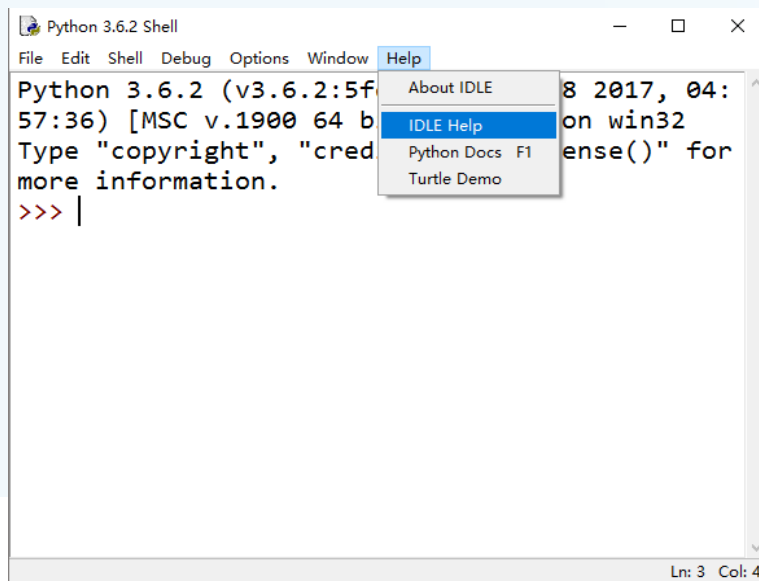 Python 3.6.2 Shell
File Edit Shell Debug Options Window Help
Python 3.6.2 (v3.6.2:5f 8 2017, 04:
57:36) [MSC v.1900 64 b on win32
Type "copyright", "cred ense()" for
more information.
>>>
About IDLE
IDLE Help
Python Docs F1
Turtle Demo
Ln: 3 Col: 4